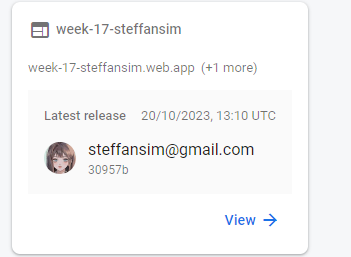 week-17-steffansim
week-17-steffansim.web.app (+1 more)
Latest release 20/10/2023, 13:10 UTC
steffansim@gmail.com
30957b
View